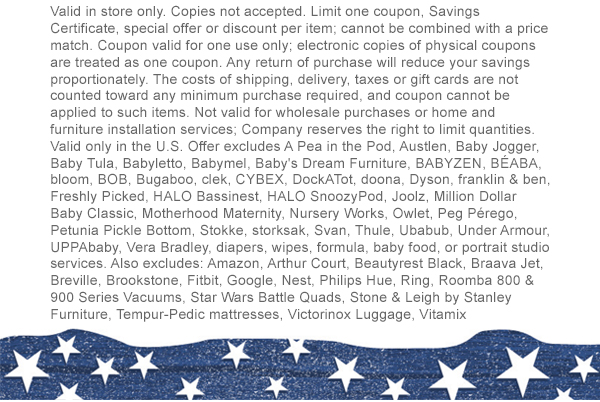 Valid in store only. Copies not accepted. Limit one coupon, Savings
Certificate, special offer or discount per item; cannot be combined with a price
match. Coupon valid for one use only; electronic copies of physical coupons
are treated as one coupon. Any return of purchase will reduce your savings
proportionately. The costs of shipping, delivery, taxes or gift cards are not
counted toward any minimum purchase required, and coupon cannot be
applied to such items. Not valid for wholesale purchases or home and
furniture installation services; Company reserves the right to limit quantities.
Valid only in the U.S. Offer excludes A Pea in the Pod, Austlen, Baby Jogger,
Baby Tula, Babyletto, Babymel, Baby's Dream Furniture, BABYZEN, BÉABA,
bloom, BOB, Bugaboo, clek, CYBEX, DockATot, doona, Dyson, franklin & ben,
Freshly Picked, HALO Bassinest, HALO SnoozyPod, Joolz, Million Dollar
Baby Classic, Motherhood Maternity, Nursery Works, Owlet, Peg Pérego,
Petunia Pickle Bottom, Stokke, storksak, Svan, Thule, Ubabub, Under Armour,
UPPAbaby, Vera Bradley, diapers, wipes, formula, baby food, or portrait studio
services. Also excludes: Amazon, Arthur Court, Beautyrest Black, Braava Jet,
Breville, Brookstone, Fitbit, Google, Nest, Philips Hue, Ring, Roomba 800 &
900 Series Vacuums, Star Wars Battle Quads, Stone & Leigh by Stanley
Furniture, Tempur-Pedic mattresses, Victorinox Luggage, Vitamix